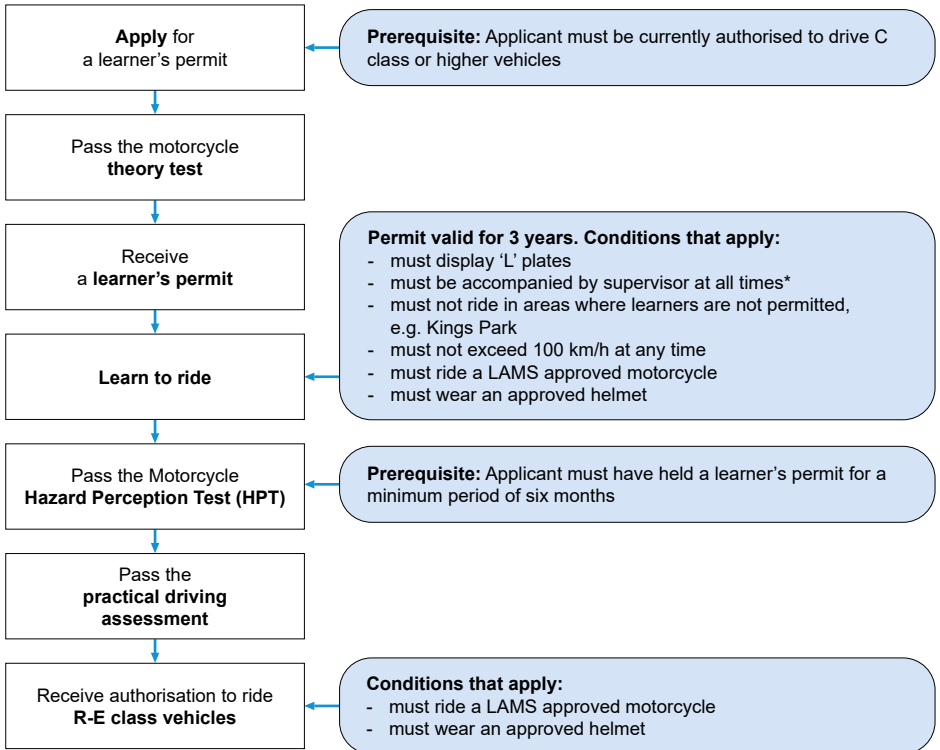 Apply for
a learner's permit
Prerequisite: Applicant must be currently authorised to drive C
class or higher vehicles
Pass the motorcycle
theory test
Receive
a learner's permit
Permit valid for 3 years. Conditions that apply:
- must display ‘L’ plates
- must be accompanied by supervisor at all times*
- must not ride in areas where learners are not permitted,
e.g. Kings Park
- must not exceed 100 km/h at any time
- must ride a LAMS approved motorcycle
- must wear an approved helmet
Learn to ride
Pass the Motorcycle
Hazard Perception Test (HPT)
Prerequisite: Applicant must have held a learner’s permit for a
minimum period of six months
Pass the
practical driving
assessment
Receive authorisation to ride
R-E class vehicles
Conditions that apply:
- must ride a LAMS approved motorcycle
- must wear an approved helmet